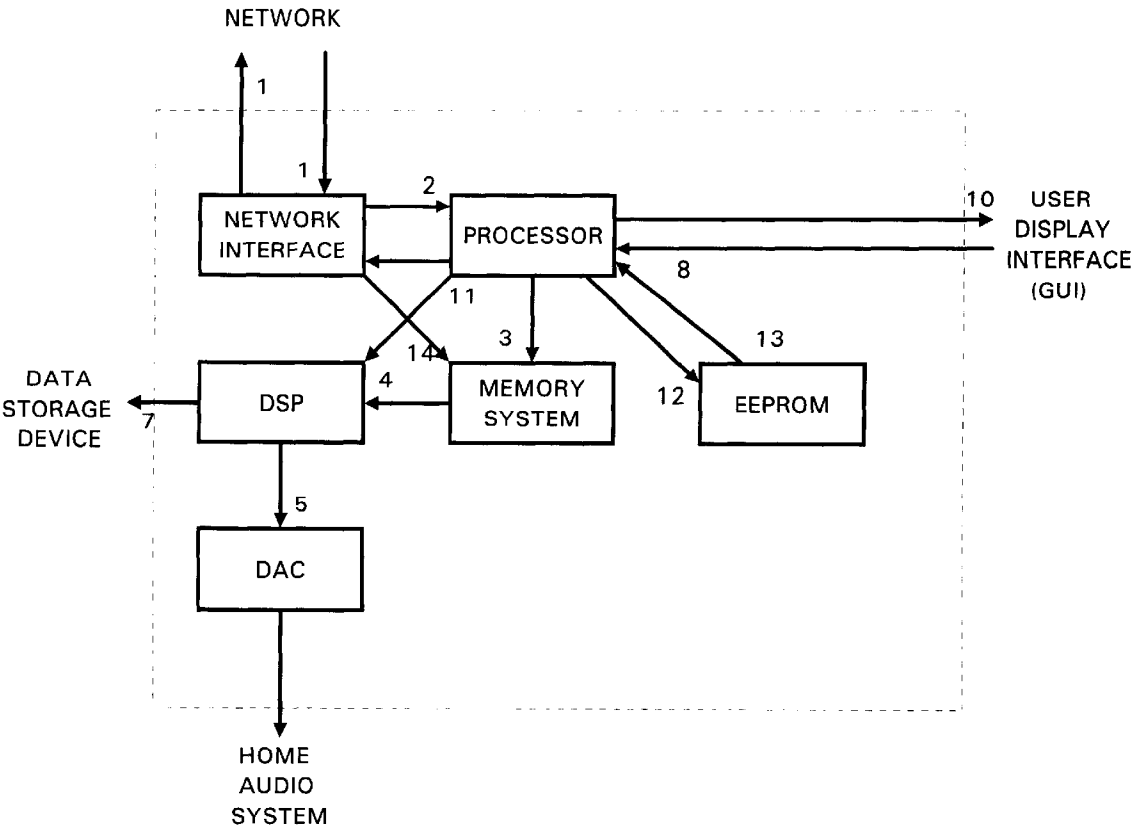 NETWORK
1
1
2
NETWORK
INTERFACE
PROCESSOR
10
USER
DISPLAY
INTERFACE
(GUI)
8
11
3
13
14
12
DATA
STORAGE
DEVICE
7
DSP
4
MEMORY
SYSTEM
EEPROM
5
DAC
HOME
AUDIO
SYSTEM